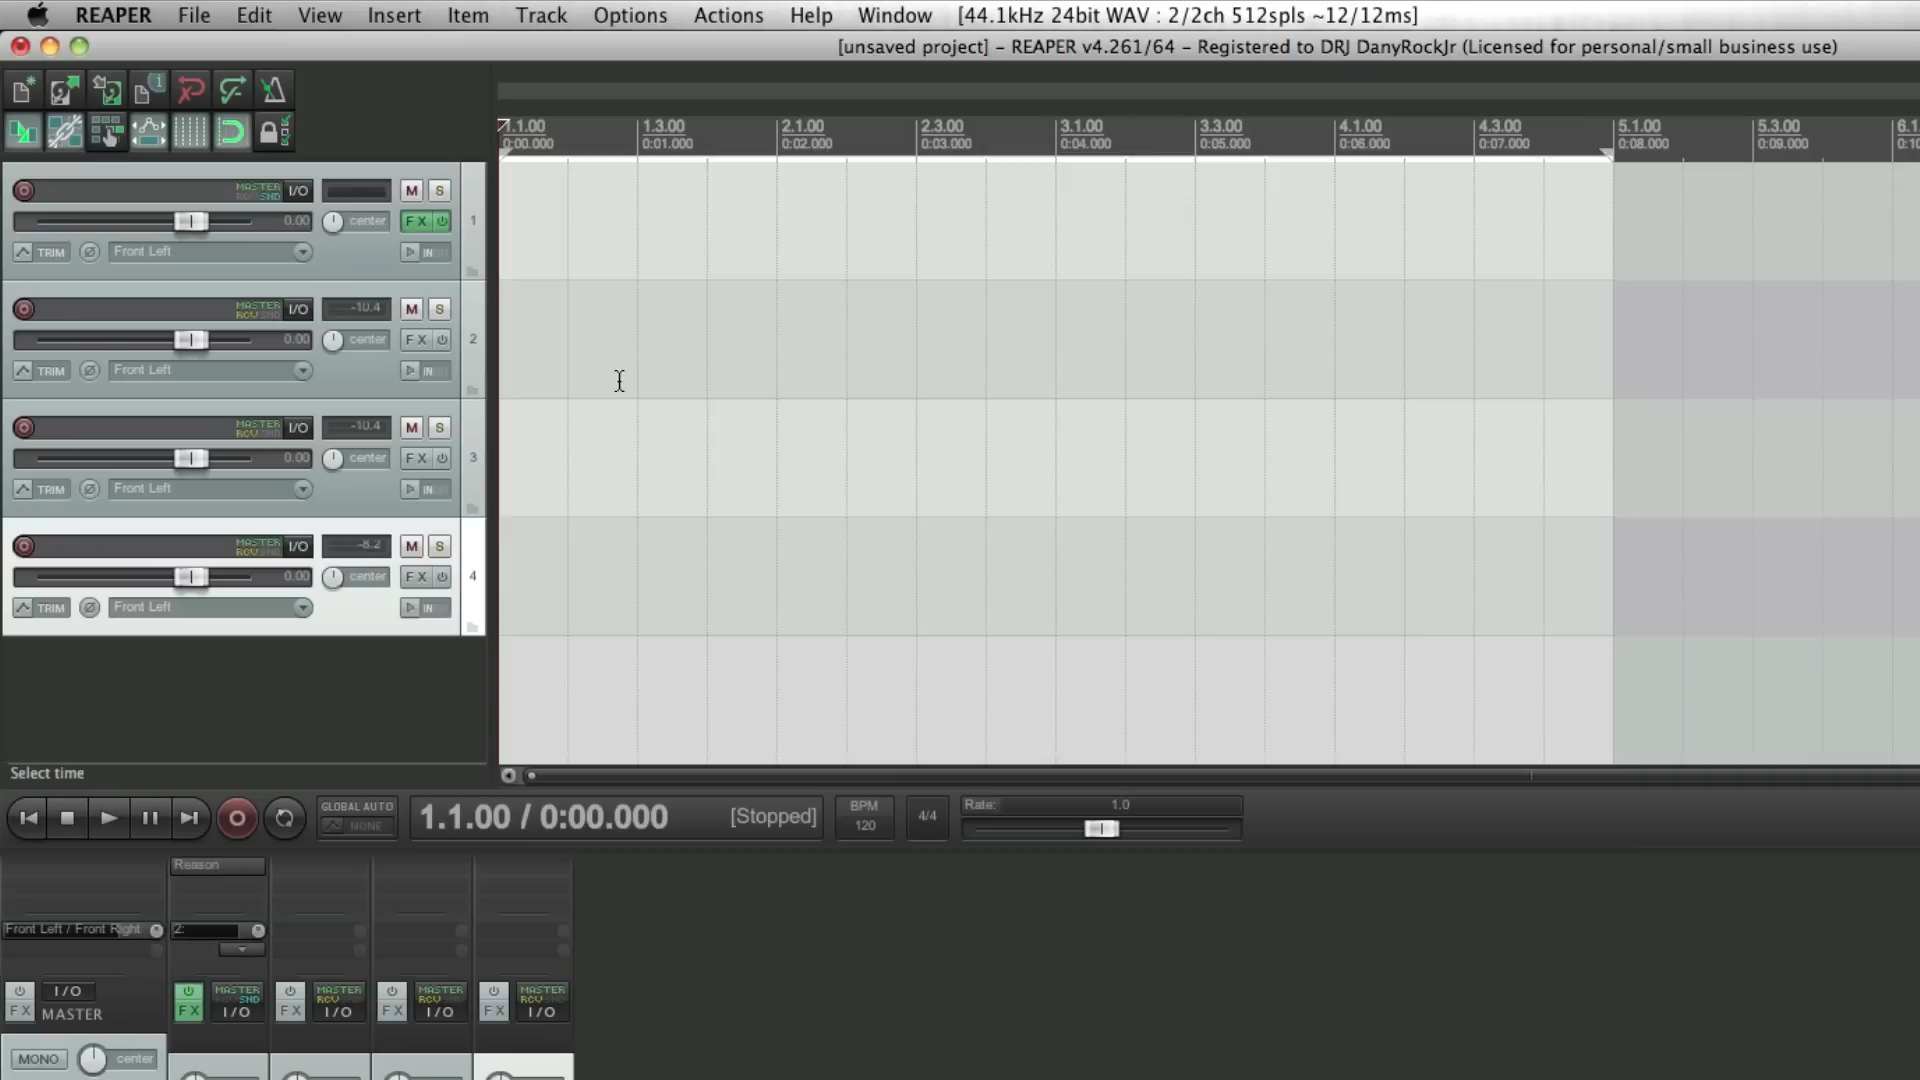 REAPER File Edit View Insert Item Track Options Actions Help Window [44.1kHz 24bit WAV : 2/2ch 512spls ~12/12ms]
[unsaved project] - REAPER v4.261/64 - Registered to DRJ DanyRockJr (Licensed for personal/small business use)
1.1.00 1.3.00 2.1.00 2.3.00 3.1.00 3.3.00 4.1.00 4.3.00 5.1.00 5.3.00 6.1
0:00.000 0:01.000 0:02.000 0:03.000 0:04.000 0:05.000 0:06.000 0:07.000 0:08.000 0:09.000 0:10
MASTER RCV SND I/O M S
0.00 center FX 1
TRIM Front Left IN
MASTER RCV SND I/O -10.4 M S
0.00 center FX 2
TRIM Front Left IN
MASTER RCV SND I/O -10.4 M S
0.00 center FX 3
TRIM Front Left IN
MASTER RCV SND I/O -8.2 M S
0.00 center FX 4
TRIM Front Left IN
Select time
GLOBAL AUTO NONE 1.1.00 / 0:00.000 [Stopped] BPM 120 4/4 Rate: 1.0
Reason
Front Left / Front Right 2:
I/O MASTER SND MASTER RCV MASTER RCV MASTER RCV
FX MASTER FX I/O FX I/O FX I/O FX I/O
MONO center